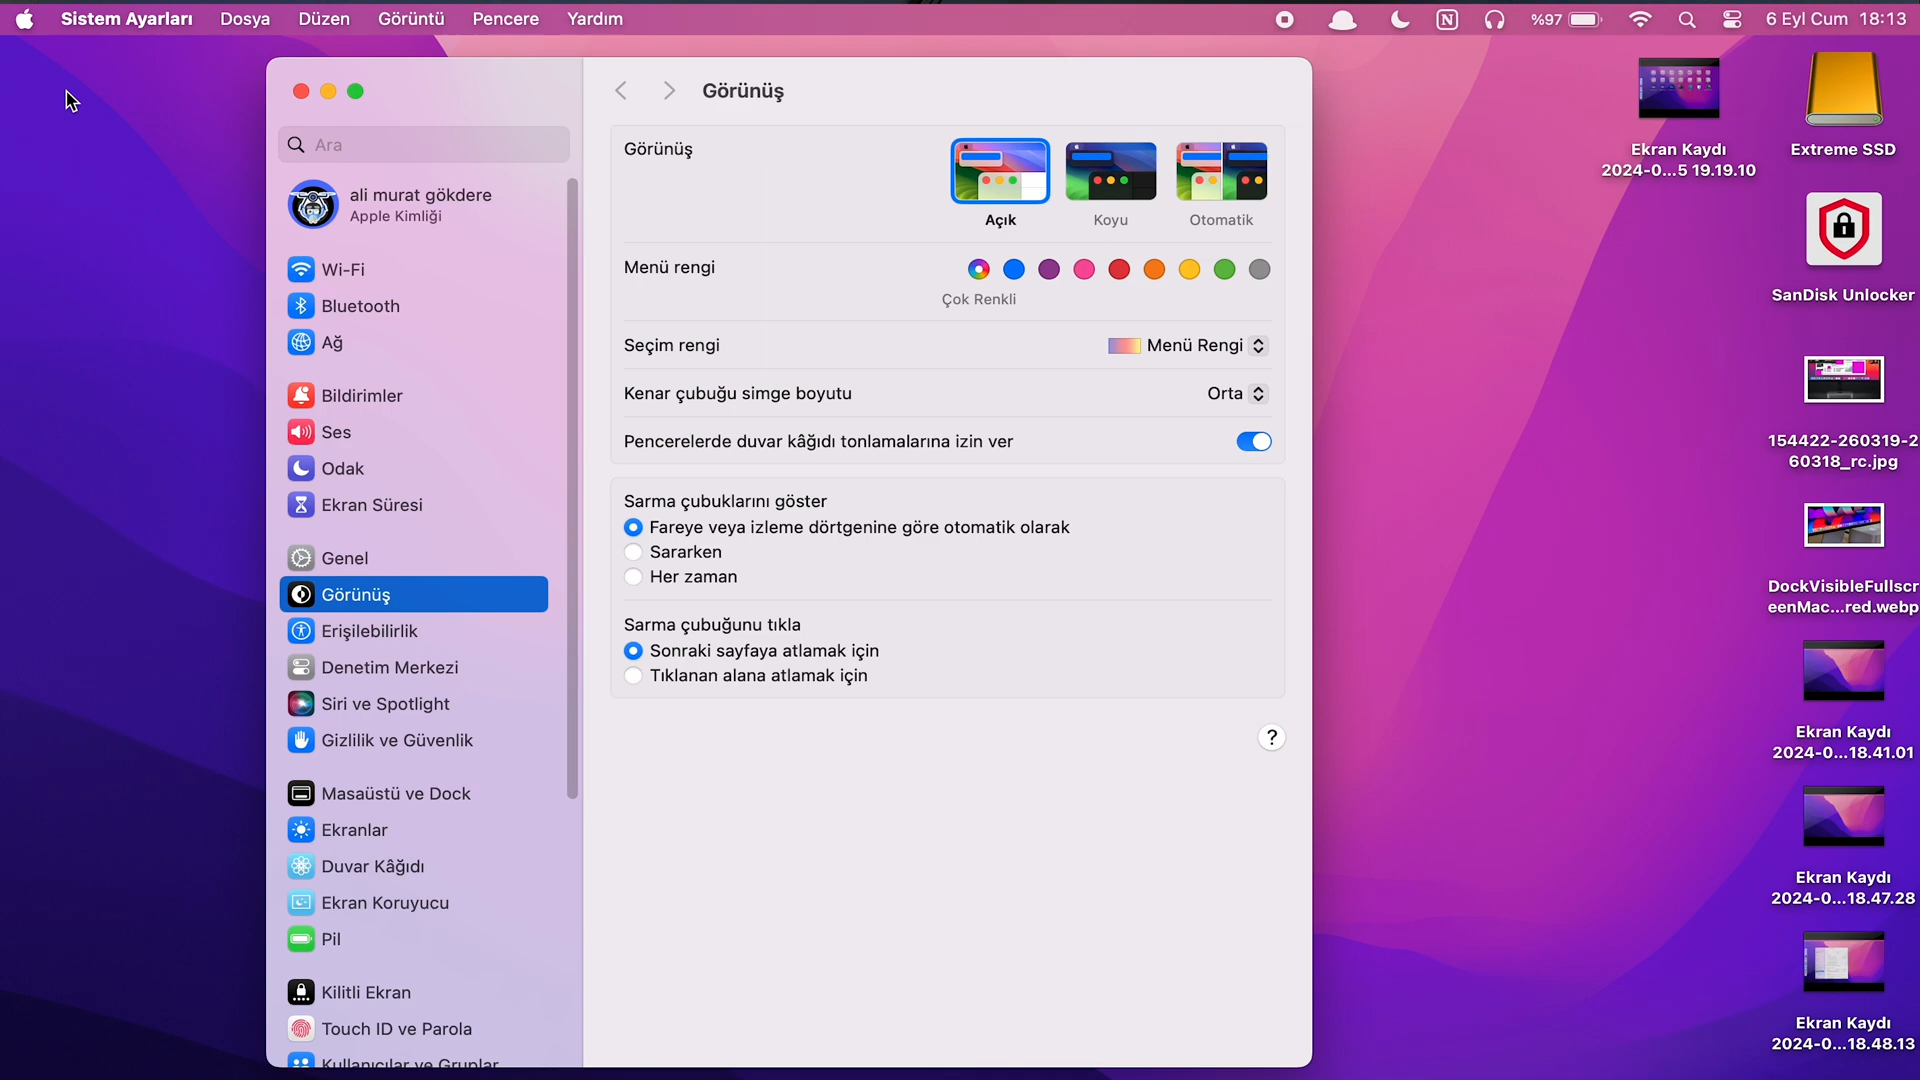 Sistem Ayarları Dosya Düzen Görüntü Pencere Yardım %97 6 Eyl Cum 18:13
Ara
ali murat gökdere
Apple Kimliği
Wi-Fi
Bluetooth
Ağ
Bildirimler
Ses
Odak
Ekran Süresi
Genel
Görünüş
Erişilebilirlik
Denetim Merkezi
Siri ve Spotlight
Gizlilik ve Güvenlik
Masaüstü ve Dock
Ekranlar
Duvar Kâğıdı
Ekran Koruyucu
Pil
Kilitli Ekran
Touch ID ve Parola
Kullanıcılar ve Gruplar
Görünüş
Görünüş
Açık Koyu Otomatik
Menü rengi
Çok Renkli
Seçim rengi Menü Rengi
Kenar çubuğu simge boyutu Orta
Pencerelerde duvar kâğıdı tonlamalarına izin ver
Sarma çubuklarını göster
Fareye veya izleme dörtgenine göre otomatik olarak
Sararken
Her zaman
Sarma çubuğunu tıkla
Sonraki sayfaya atlamak için
Tıklanan alana atlamak için
?
Ekran Kaydı
2024-0...5 19.19.10
Extreme SSD
SanDisk Unlocker
154422-260319-2
60318_rc.jpg
DockVisibleFullscr
eenMac...red.webp
Ekran Kaydı
2024-0...18.41.01
Ekran Kaydı
2024-0...18.47.28
Ekran Kaydı
2024-0...18.48.13